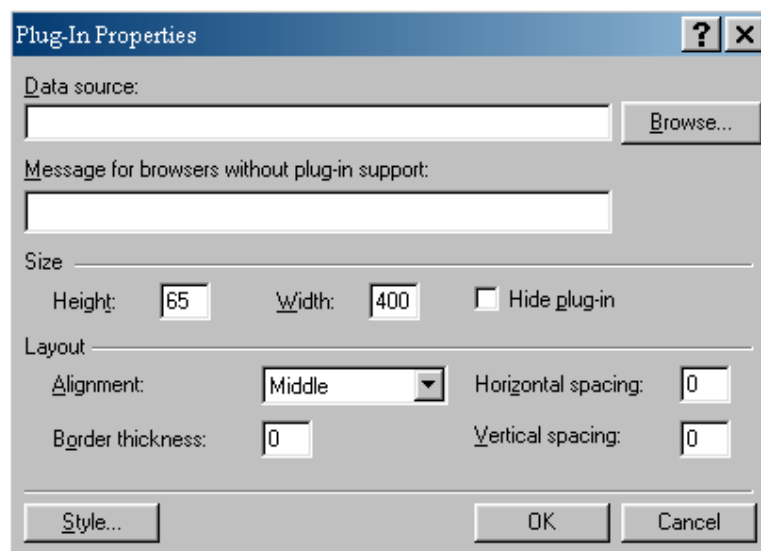 Plug-In Properties
Data source:
Browse...
Message for browsers without plug-in support:
Size
Height: 65 Width: 400 Hide plug-in
Layout
Alignment: Middle Horizontal spacing: 0
Border thickness: 0 Vertical spacing: 0
Style... OK Cancel